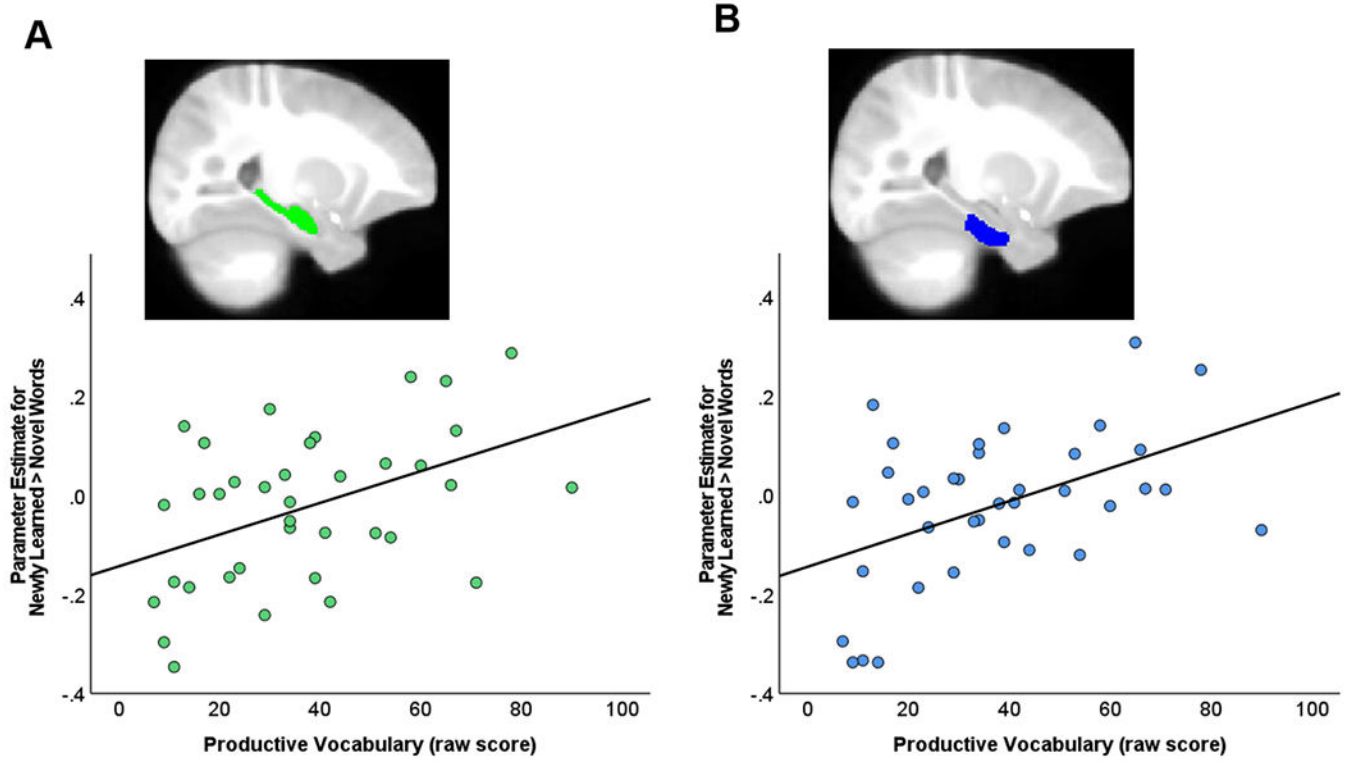 A
.4
.2
.0
-.2
-.4
Parameter Estimate for
Newly Learned > Novel Words
0 20 40 60 80 100
Productive Vocabulary (raw score)
B
.4
.2
.0
-.2
-.4
Parameter Estimate for
Newly Learned > Novel Words
0 20 40 60 80 100
Productive Vocabulary (raw score)